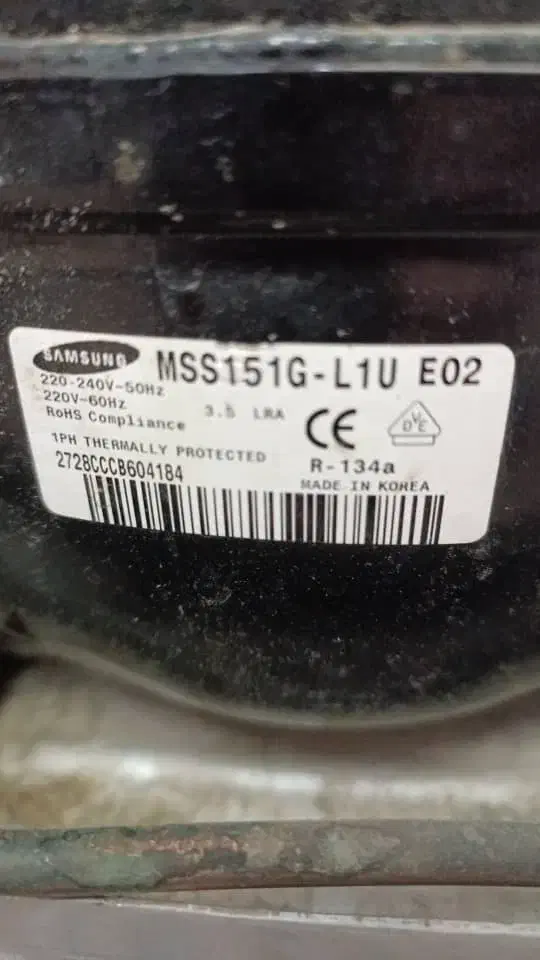 SAMSUNG MSS151G-L1U E02
220-240V~50Hz
220V~60Hz
RoHS Compliance 3.5 LRA CE
DVE
1PH THERMALLY PROTECTED R-134a
2728CCCB604184 MADE IN KOREA